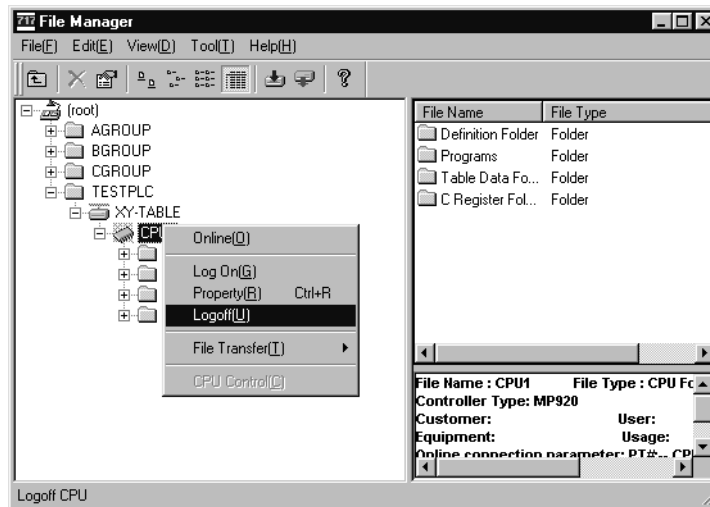 717 File Manager
File(F) Edit(E) View(D) Tool(T) Help(H)
(root)
AGROUP
BGROUP
CGROUP
TESTPLC
XY-TABLE
Online(O)
Log On(G)
Property(R) Ctrl+R
Logoff(U)
File Transfer(T)
CPU Control(C)
File Name File Type
Definition Folder Folder
Programs Folder
Table Data Fo... Folder
C Register Fol... Folder
File Name : CPU1 File Type : CPU Fc
Controller Type: MP920
Customer: User:
Equipment: Usage:
Online connection parameter: PT#-- CP
Logoff CPU